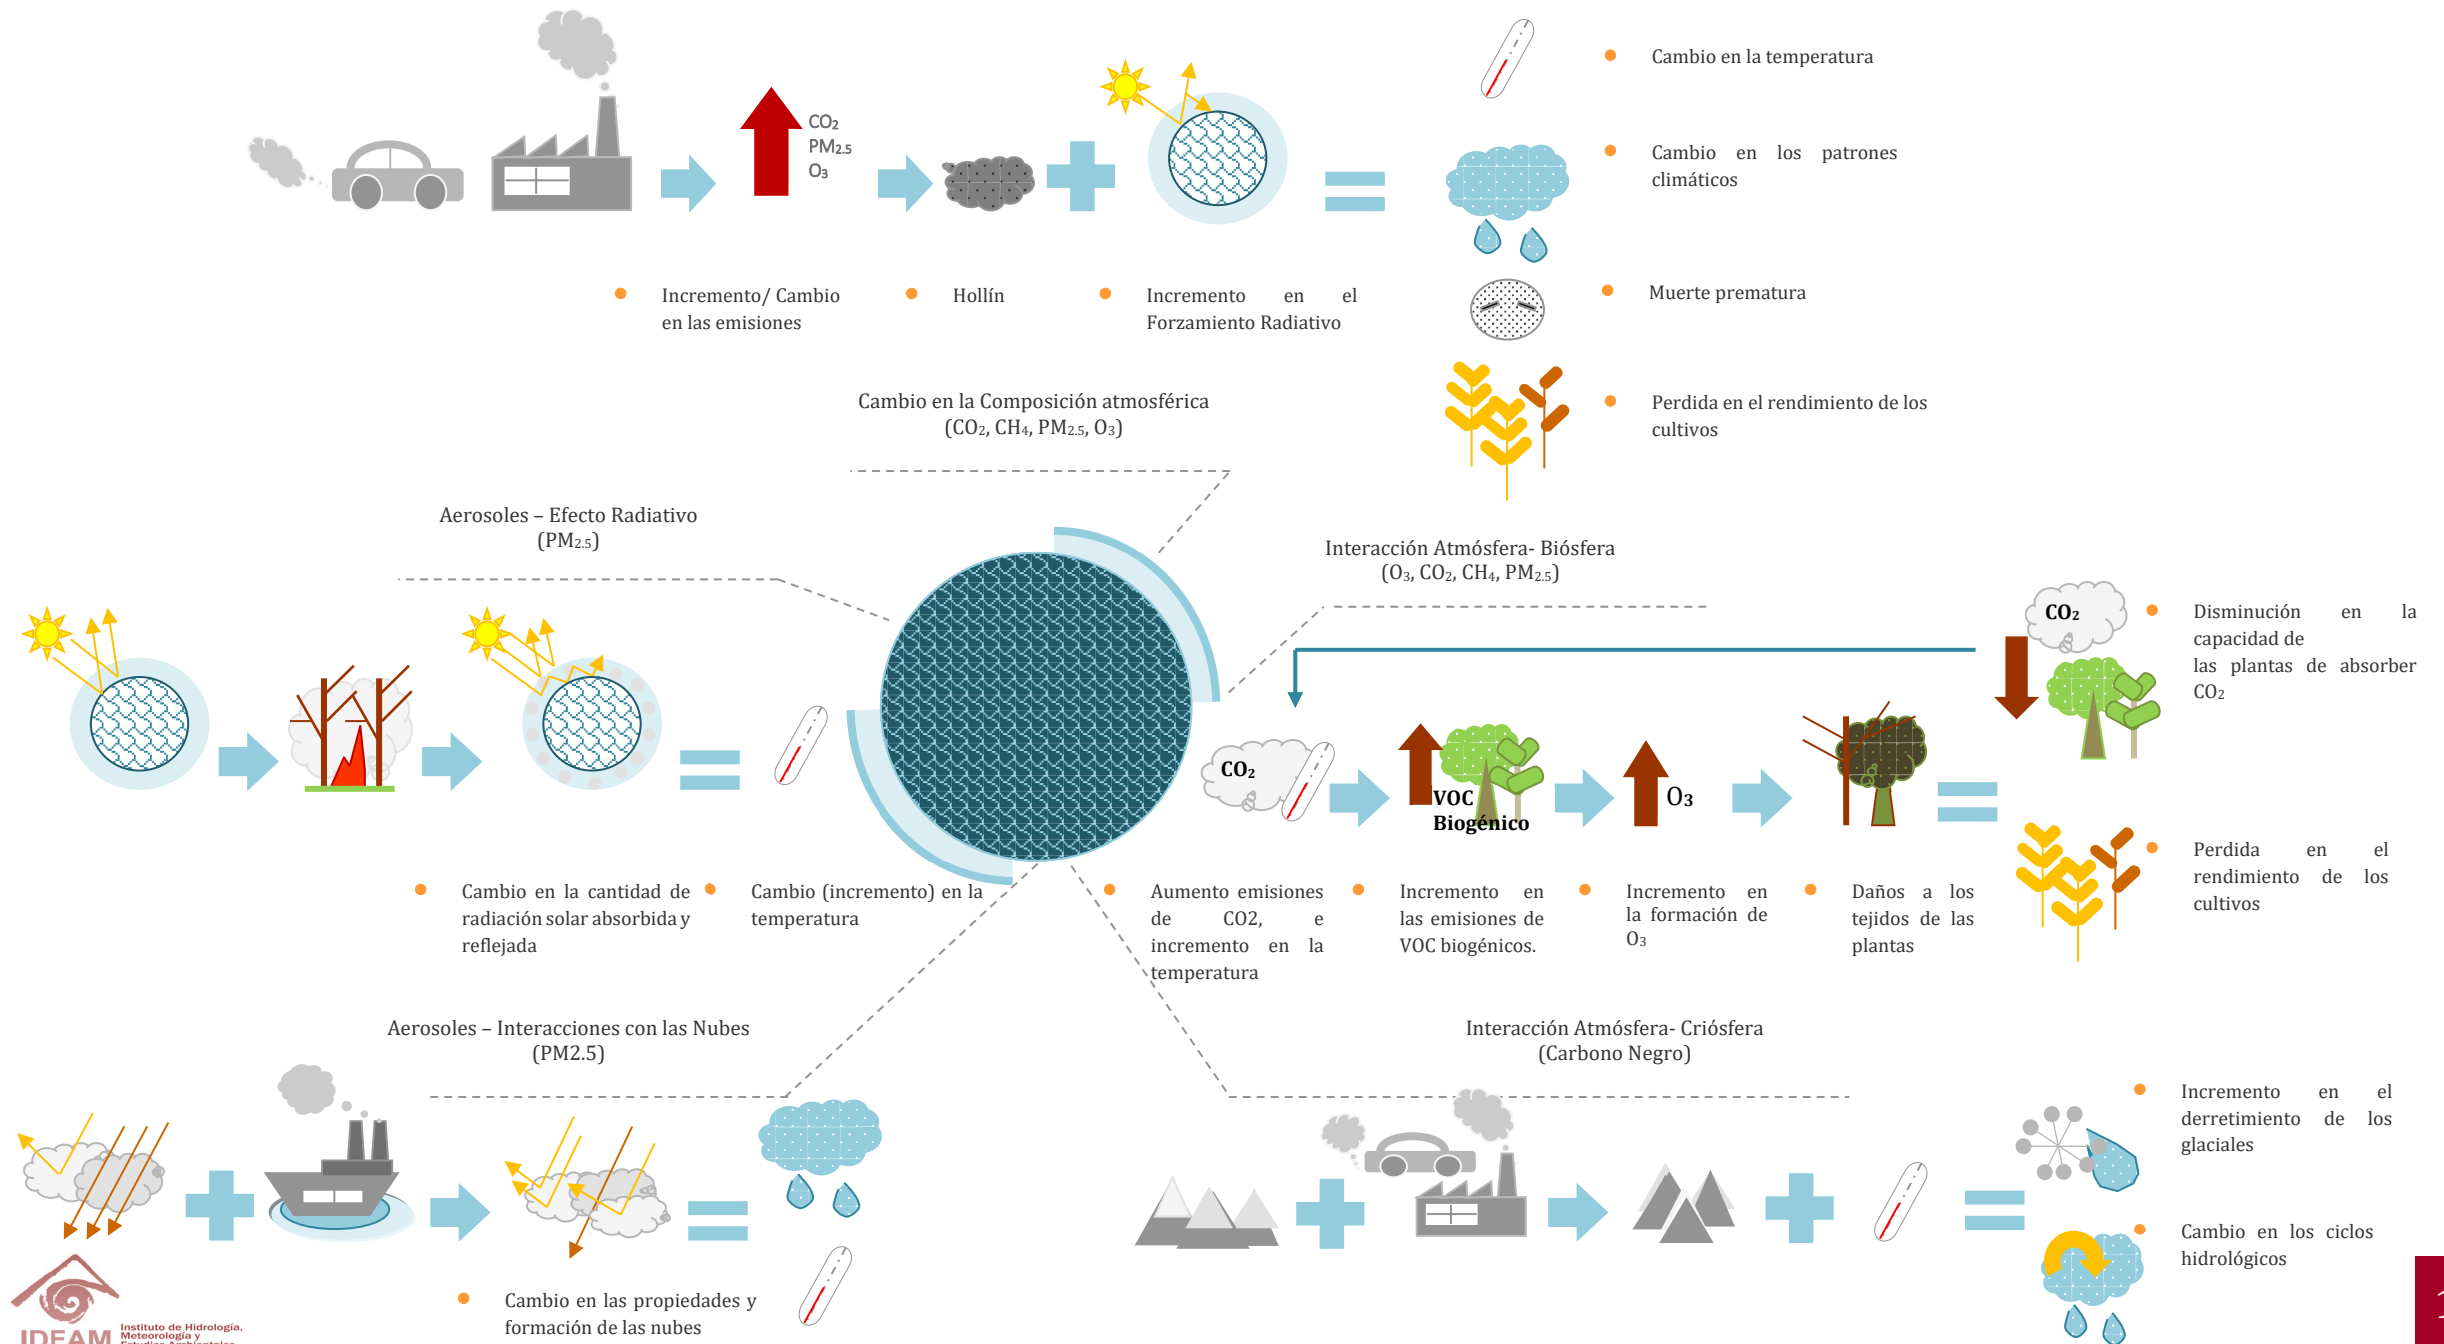 CO₂
PM₂.₅
O₃
Cambio en la temperatura
Cambio en los patrones
climáticos
Muerte prematura
Perdida en el rendimiento de los
cultivos
Incremento/ Cambio
en las emisiones
Hollín
Incremento en el
Forzamiento Radiativo
Cambio en la Composición atmosférica
(CO₂, CH₄, PM₂.₅, O₃)
Aerosoles – Efecto Radiativo
(PM₂.₅)
Interacción Atmósfera- Biósfera
(O₃, CO₂, CH₄, PM₂.₅)
CO₂
Disminución en la
capacidad de
las plantas de absorber
CO₂
CO₂
VOC
Biogénico
O₃
Perdida en el
rendimiento de los
cultivos
Cambio en la cantidad de
radiación solar absorbida y
reflejada
Cambio (incremento) en la
temperatura
Aumento emisiones
de CO2, e
incremento en la
temperatura
Incremento en
las emisiones de
VOC biogénicos.
Incremento en
la formación de
O₃
Daños a los
tejidos de las
plantas
Aerosoles – Interacciones con las Nubes
(PM2.5)
Interacción Atmósfera- Criósfera
(Carbono Negro)
Incremento en el
derretimiento de los
glaciales
Cambio en los ciclos
hidrológicos
Cambio en las propiedades y
formación de las nubes
IDEAM
Instituto de Hidrología,
Meteorología y
Estudios Ambientales